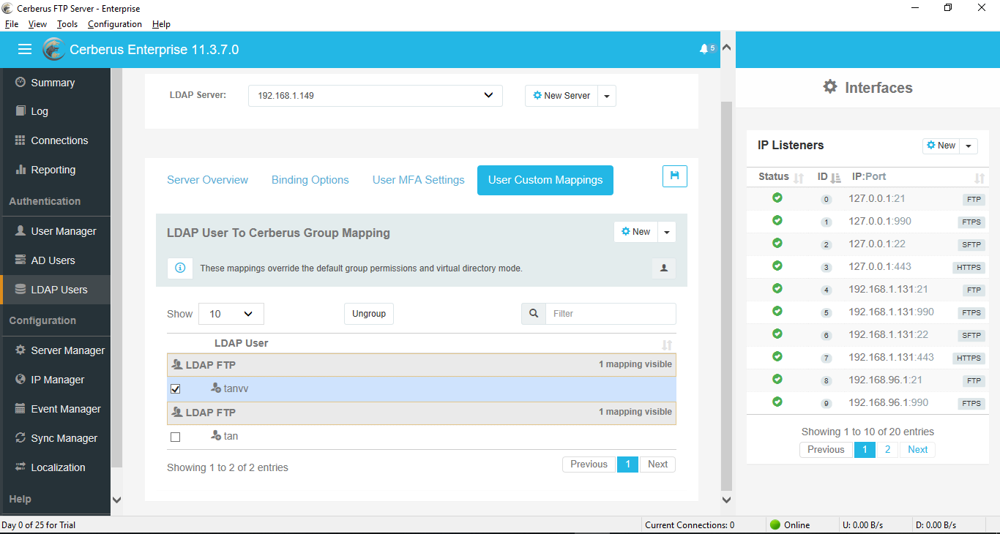 Cerberus FTP Server - Enterprise
File View Tools Configuration Help
Cerberus Enterprise 11.3.7.0
5
Summary
Log
Connections
Reporting
Authentication
User Manager
AD Users
LDAP Users
Configuration
Server Manager
IP Manager
Event Manager
Sync Manager
Localization
Help
LDAP Server: 192.168.1.149 New Server
Server Overview Binding Options User MFA Settings User Custom Mappings
LDAP User To Cerberus Group Mapping New
These mappings override the default group permissions and virtual directory mode.
Show 10 Ungroup Filter
LDAP User
LDAP FTP 1 mapping visible
tanvv
LDAP FTP 1 mapping visible
tan
Showing 1 to 2 of 2 entries Previous 1 Next
Interfaces
IP Listeners New
Status ID IP:Port
0 127.0.0.1:21 FTP
1 127.0.0.1:990 FTPS
2 127.0.0.1:22 SFTP
3 127.0.0.1:443 HTTPS
4 192.168.1.131:21 FTP
5 192.168.1.131:990 FTPS
6 192.168.1.131:22 SFTP
7 192.168.1.131:443 HTTPS
8 192.168.96.1:21 FTP
9 192.168.96.1:990 FTPS
Showing 1 to 10 of 20 entries
Previous 1 2 Next
Day 0 of 25 for Trial Current Connections: 0 Online U: 0.00 B/s D: 0.00 B/s